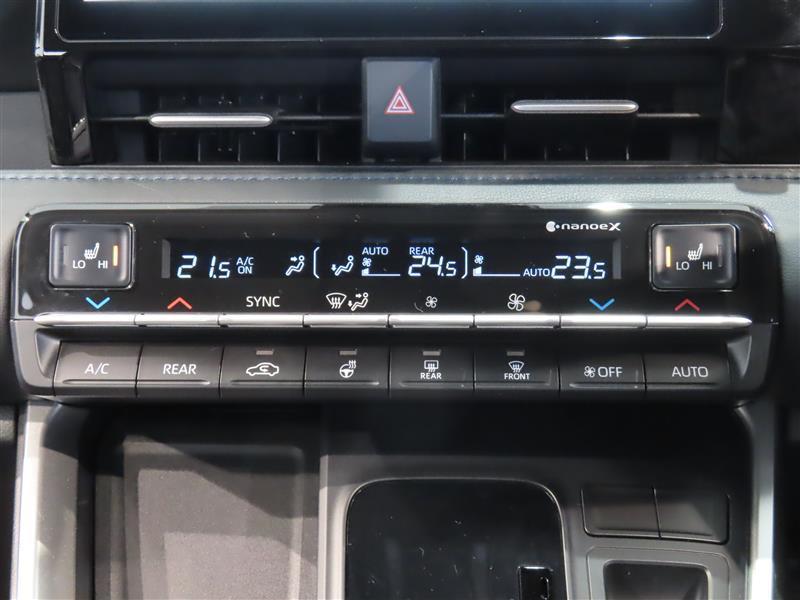 nanoeX
LO HI
21.5 A/C ON AUTO REAR 24.5 AUTO 23.5
LO HI
SYNC
A/C REAR REAR FRONT OFF AUTO